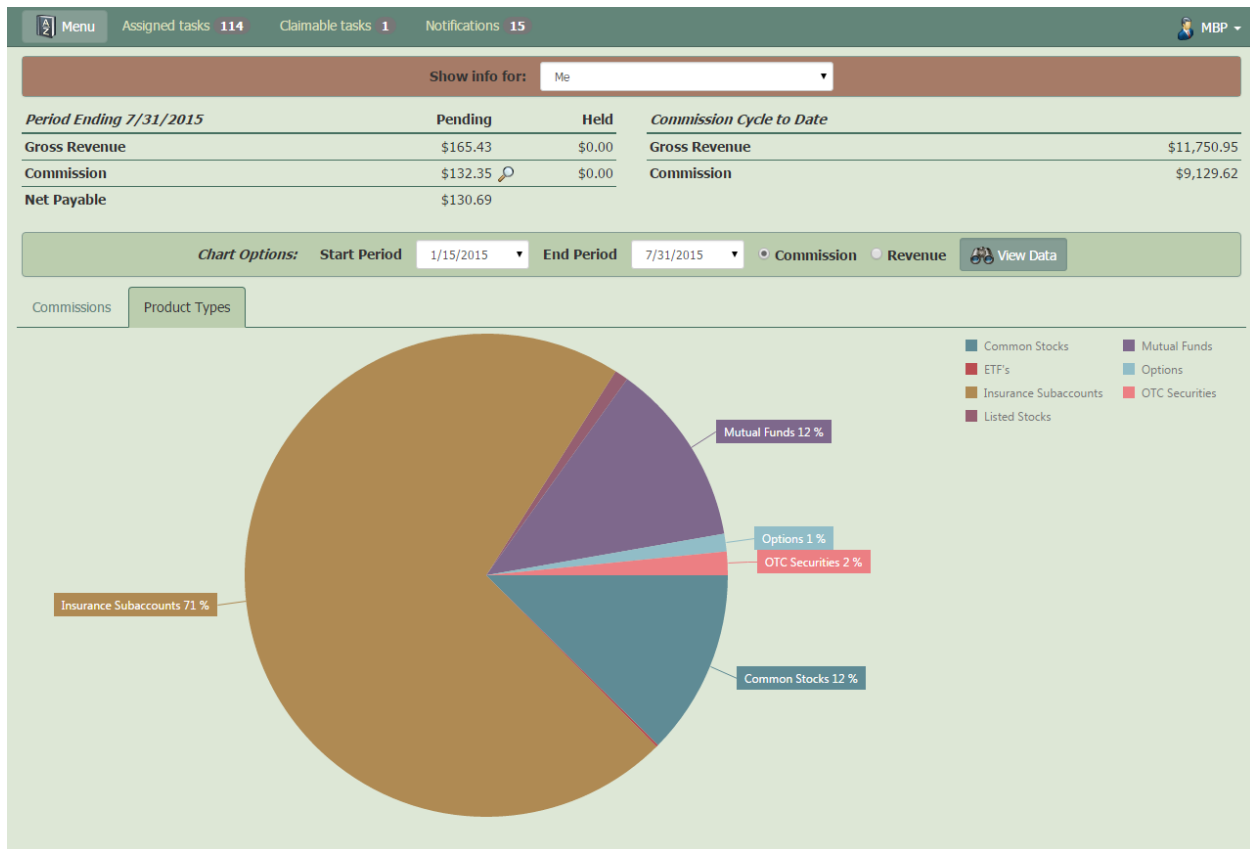 Menu Assigned tasks 114 Claimable tasks 1 Notifications 15 MBP
Show info for: Me
Period Ending 7/31/2015 Pending Held Commission Cycle to Date
Gross Revenue $165.43 $0.00 Gross Revenue $11,750.95
Commission $132.35 $0.00 Commission $9,129.62
Net Payable $130.69
Chart Options: Start Period 1/15/2015 End Period 7/31/2015 Commission Revenue View Data
Commissions Product Types
Common Stocks Mutual Funds
ETF's Options
Insurance Subaccounts OTC Securities
Listed Stocks
Mutual Funds 12 %
Options 1 %
OTC Securities 2 %
Insurance Subaccounts 71 %
Common Stocks 12 %